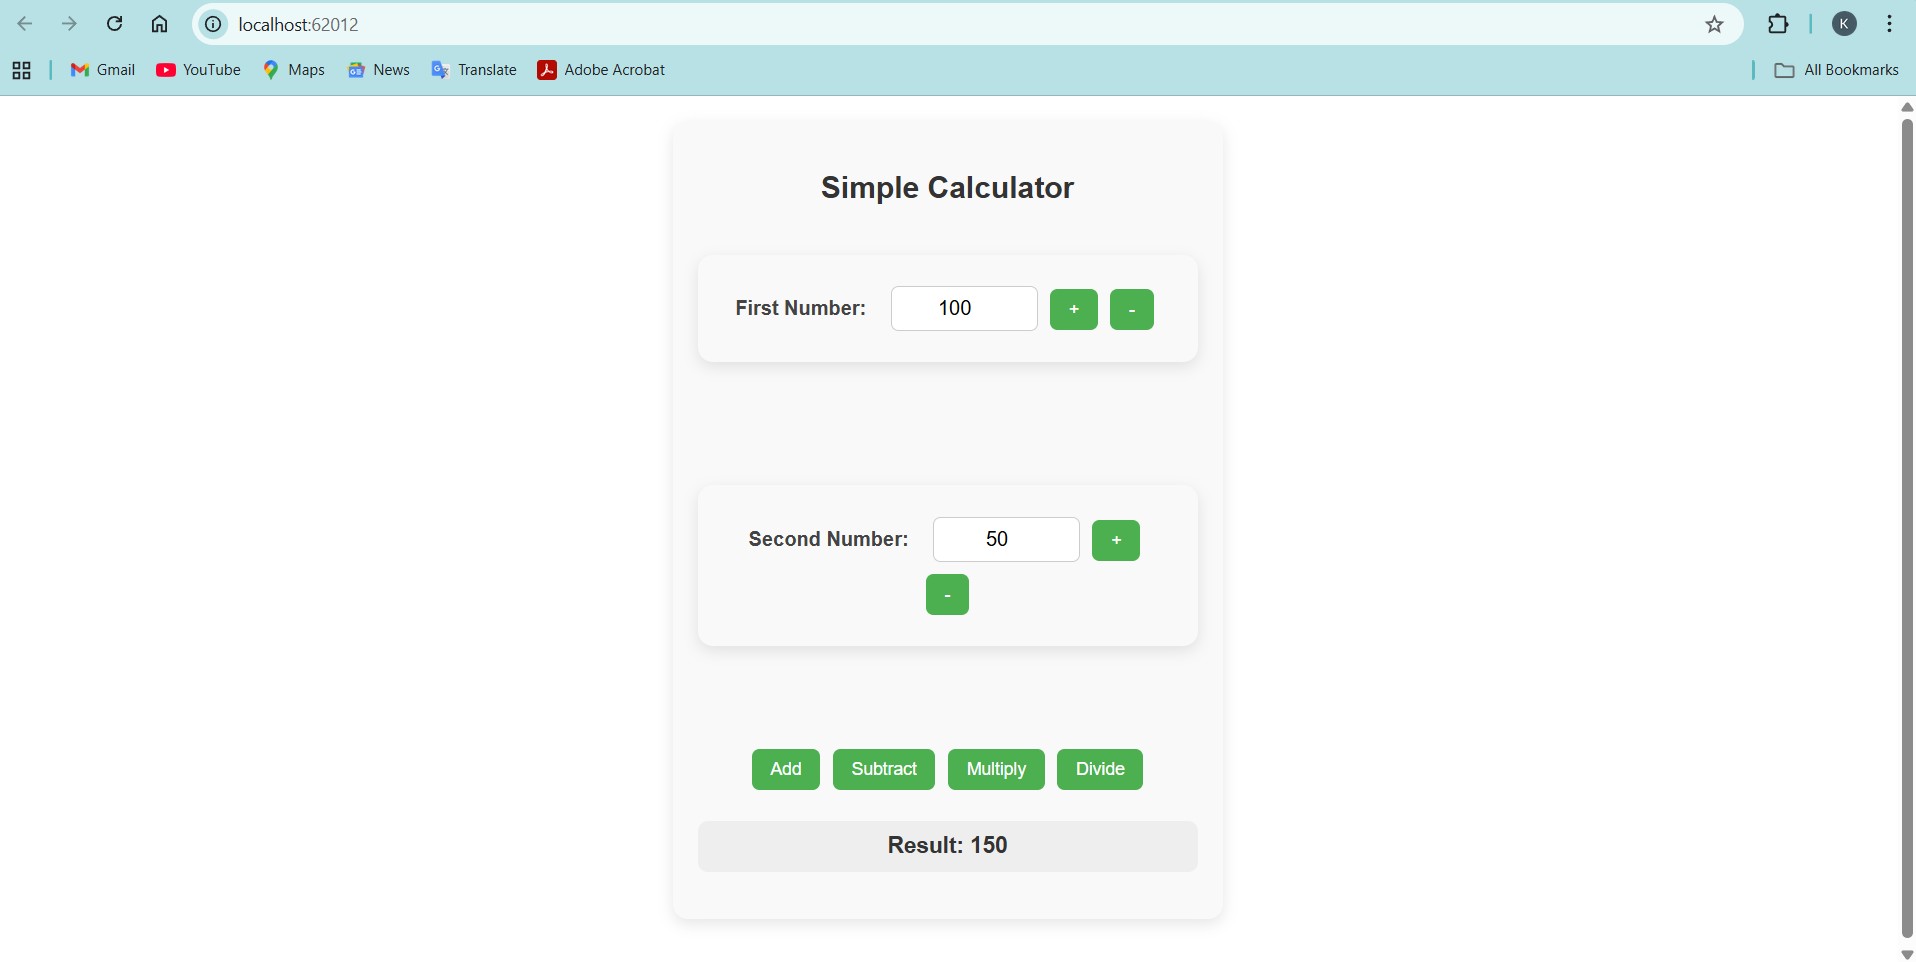 localhost:62012
K
Gmail YouTube Maps News Translate Adobe Acrobat All Bookmarks
Simple Calculator
First Number: 100 + -
Second Number: 50 +
-
Add Subtract Multiply Divide
Result: 150